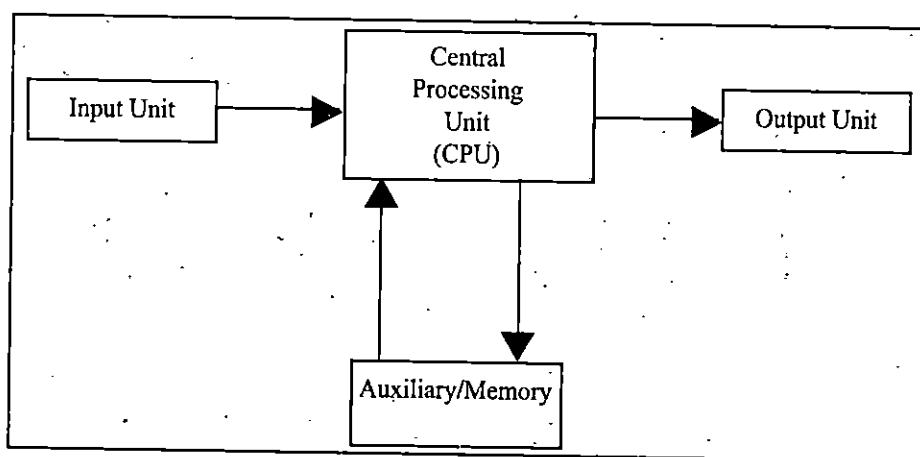 Central
Processing
Unit
(CPU)
Input Unit
Output Unit
Auxiliary/Memory